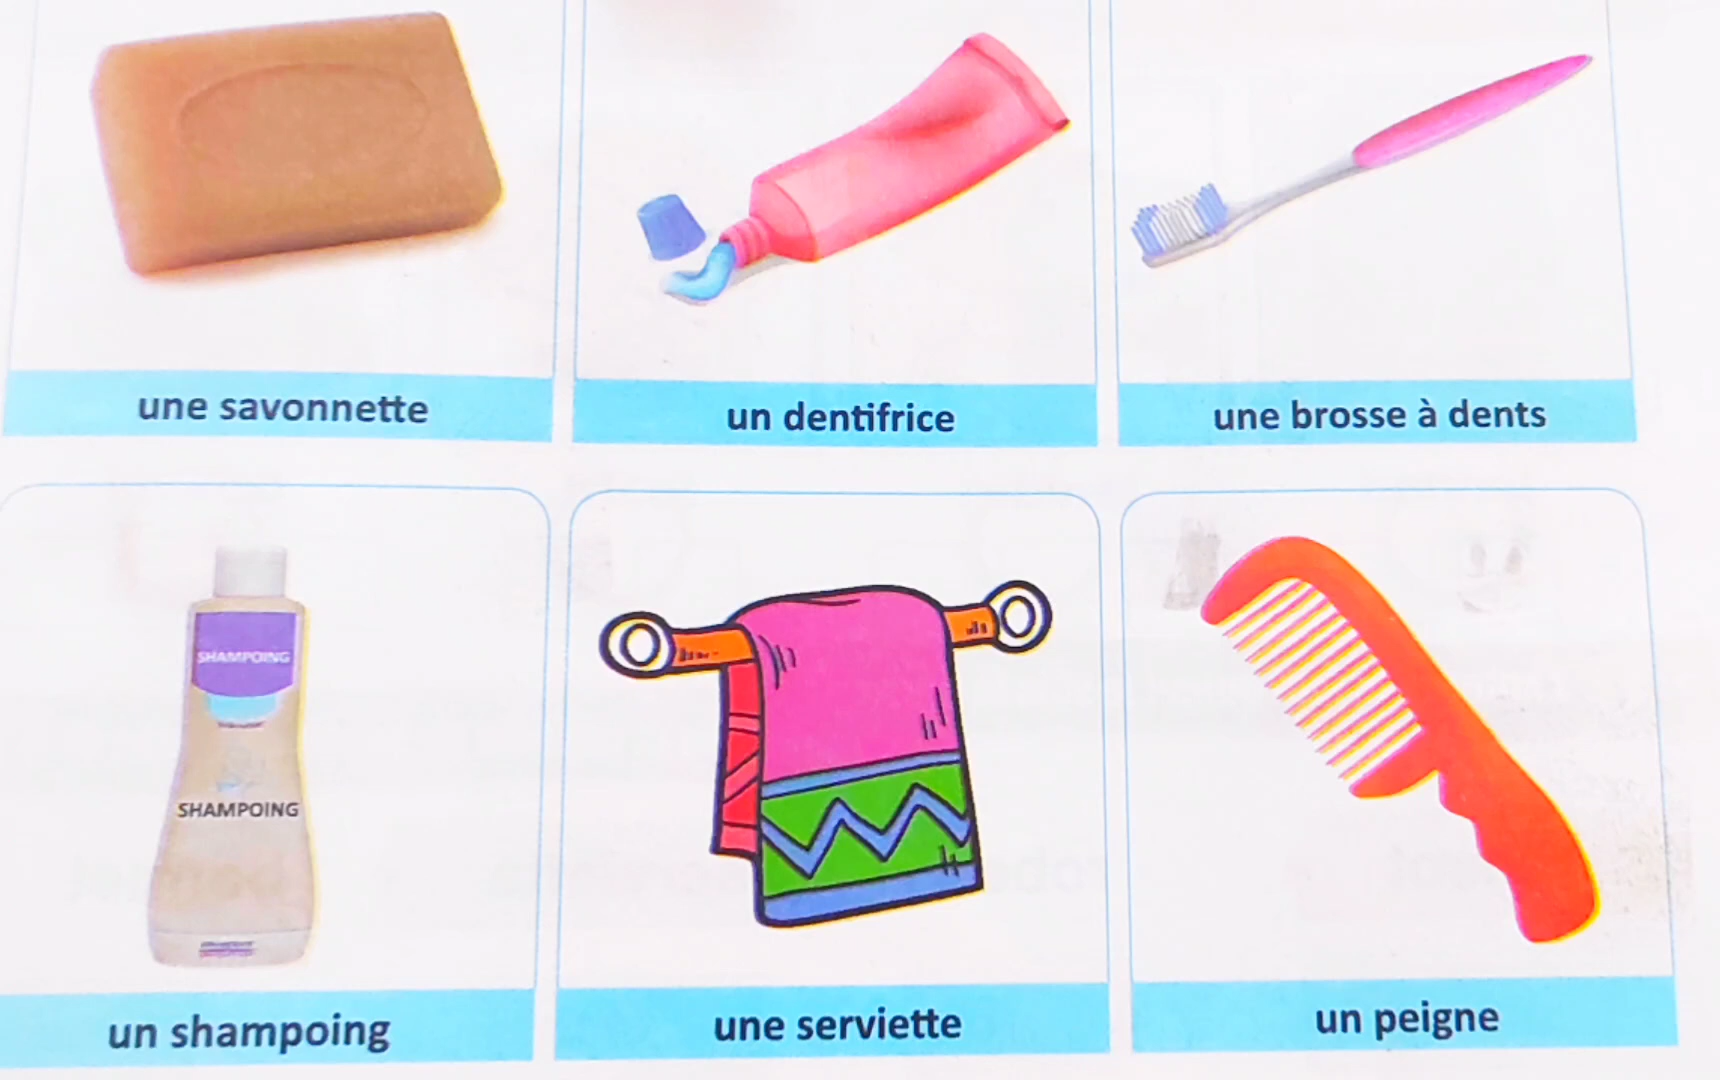 une savonnette
un dentifrice
une brosse à dents
SHAMPOING
SHAMPOING
un shampoing
une serviette
un peigne